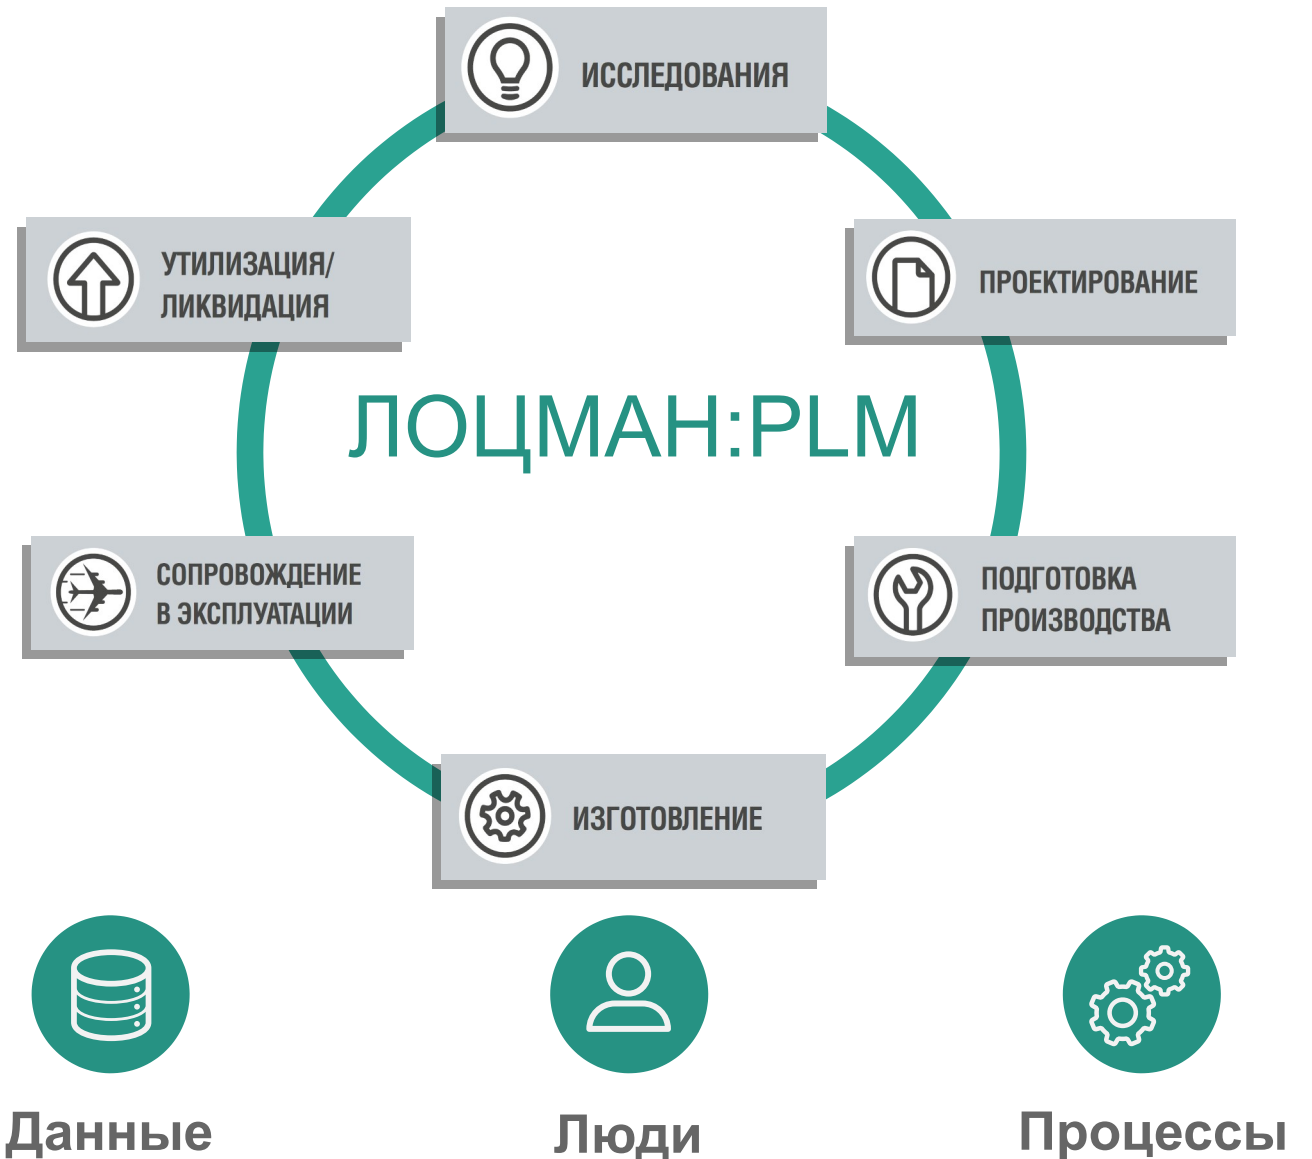 ИССЛЕДОВАНИЯ
УТИЛИЗАЦИЯ/
ЛИКВИДАЦИЯ
ПРОЕКТИРОВАНИЕ
ЛОЦМАН:PLM
СОПРОВОЖДЕНИЕ
В ЭКСПЛУАТАЦИИ
ПОДГОТОВКА
ПРОИЗВОДСТВА
ИЗГОТОВЛЕНИЕ
Данные
Люди
Процессы